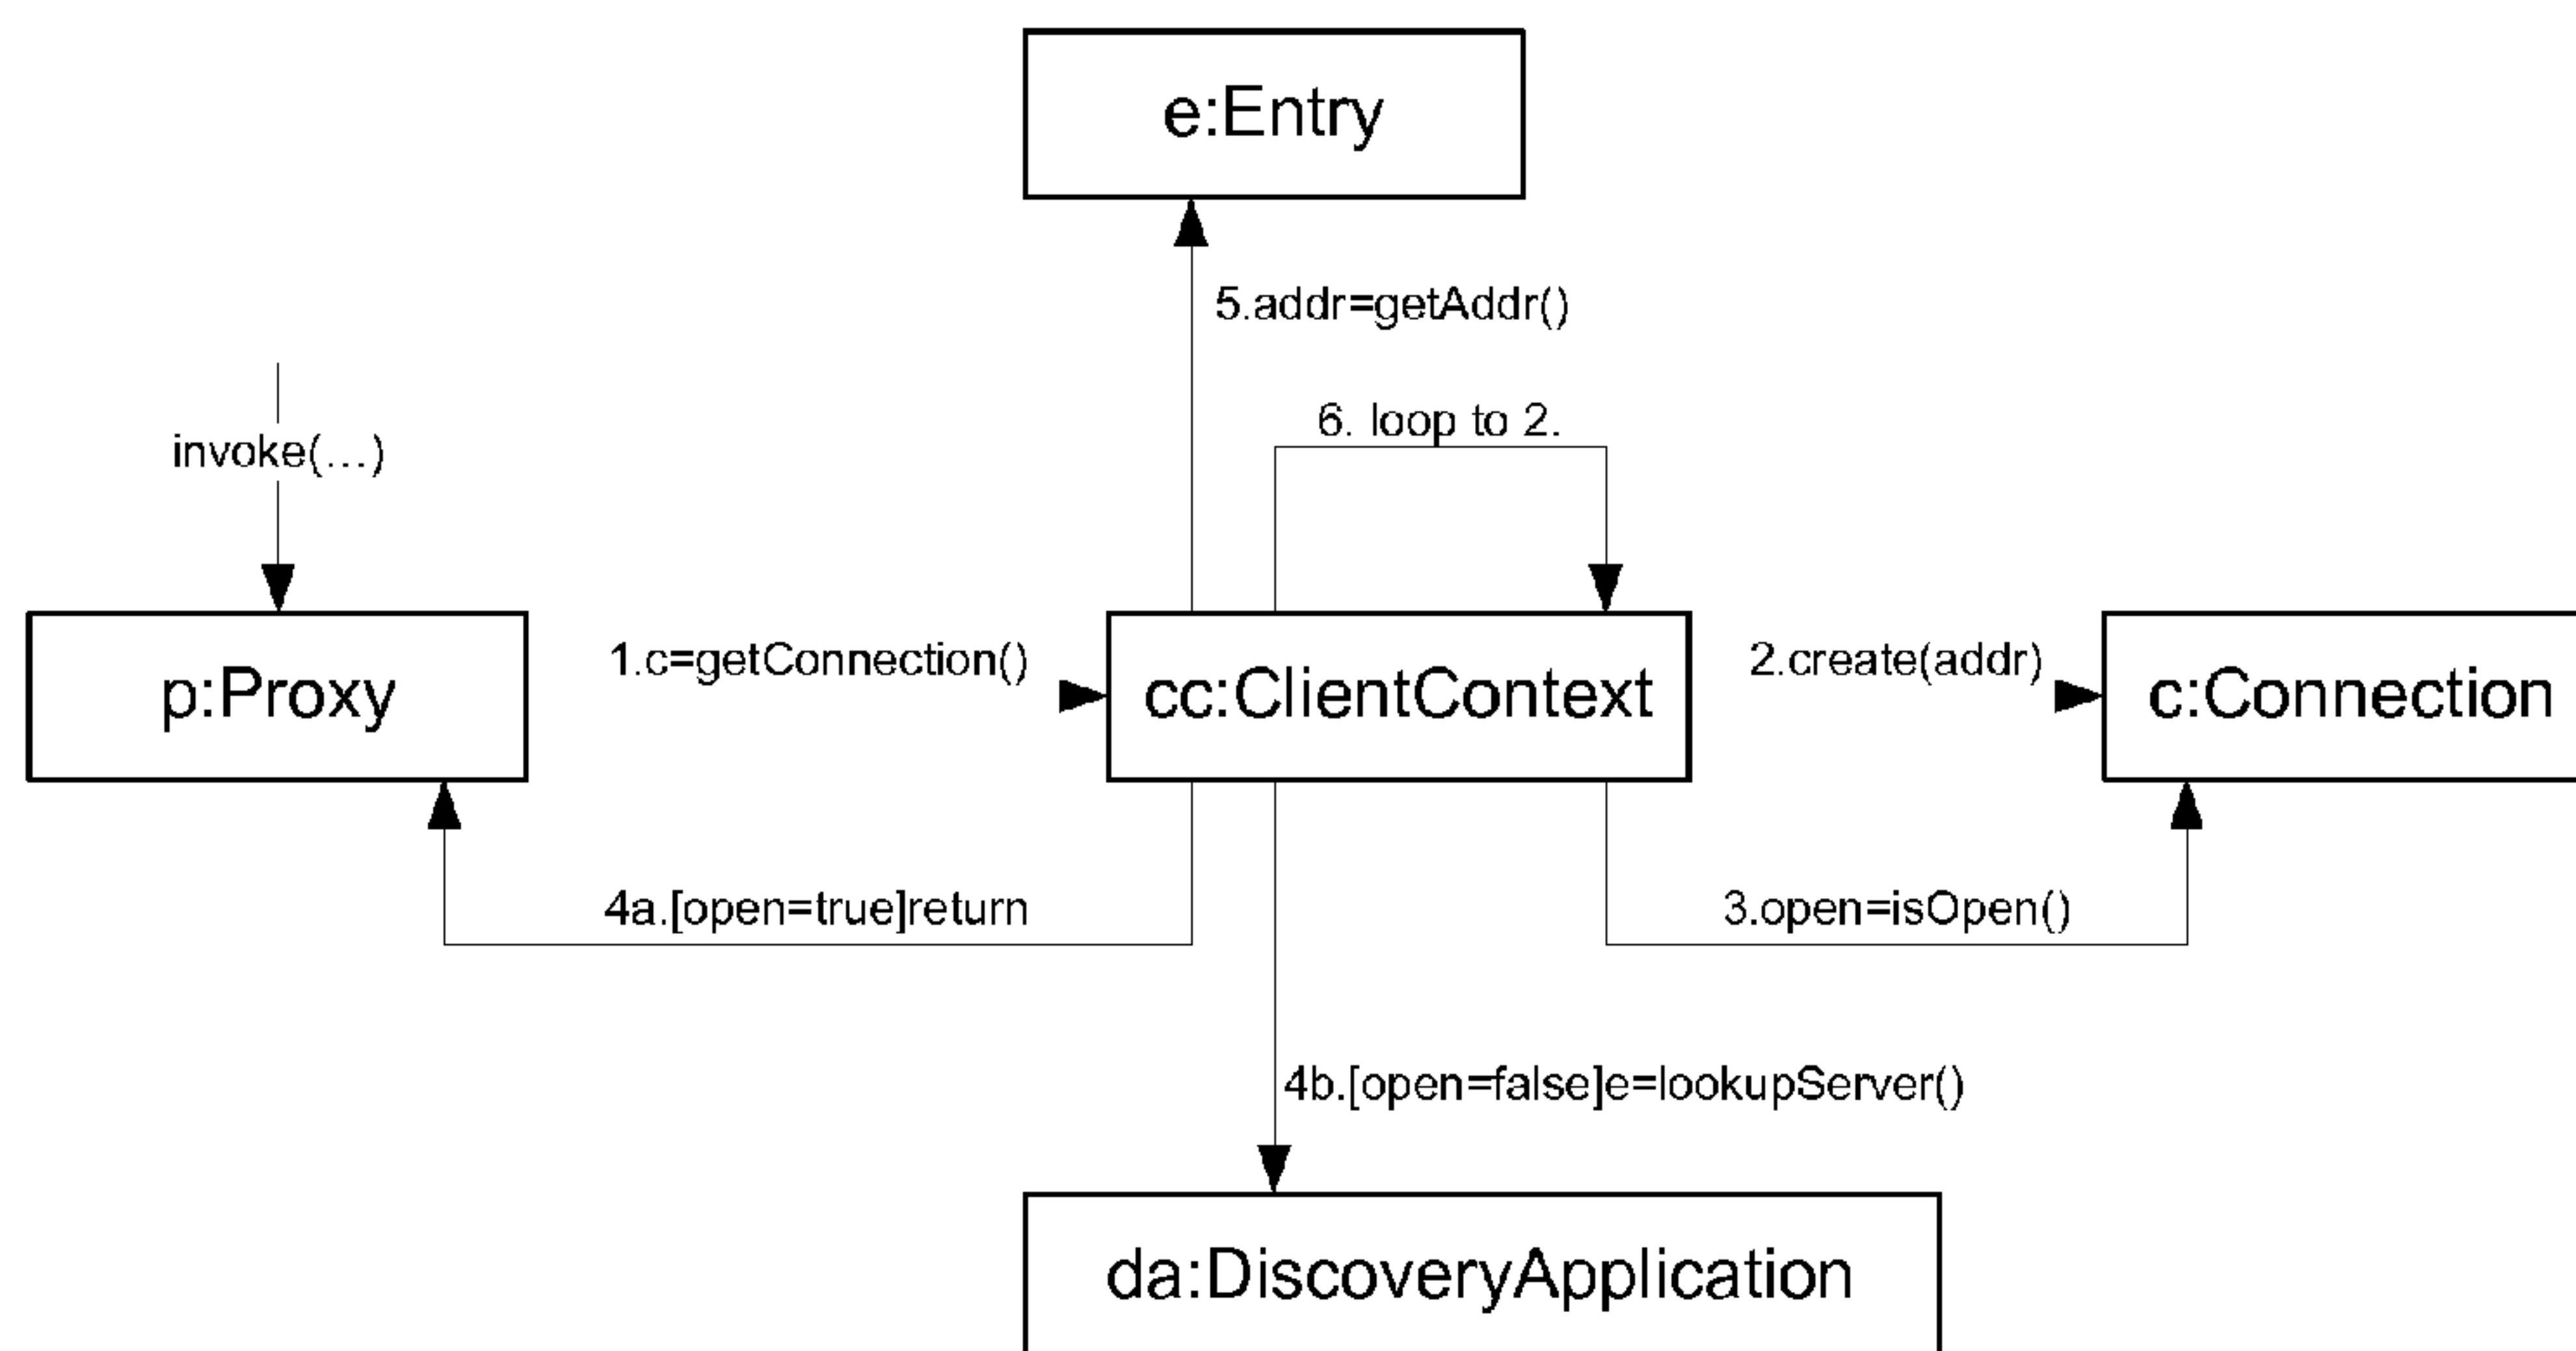 e:Entry
5.addr=getAddr()
6. loop to 2.
invoke(...)
1.c=getConnection()
2.create(addr)
p:Proxy
cc:ClientContext
c:Connection
4a.[open=true]return
3.open=isOpen()
4b.[open=false]e=lookupServer()
da:DiscoveryApplication